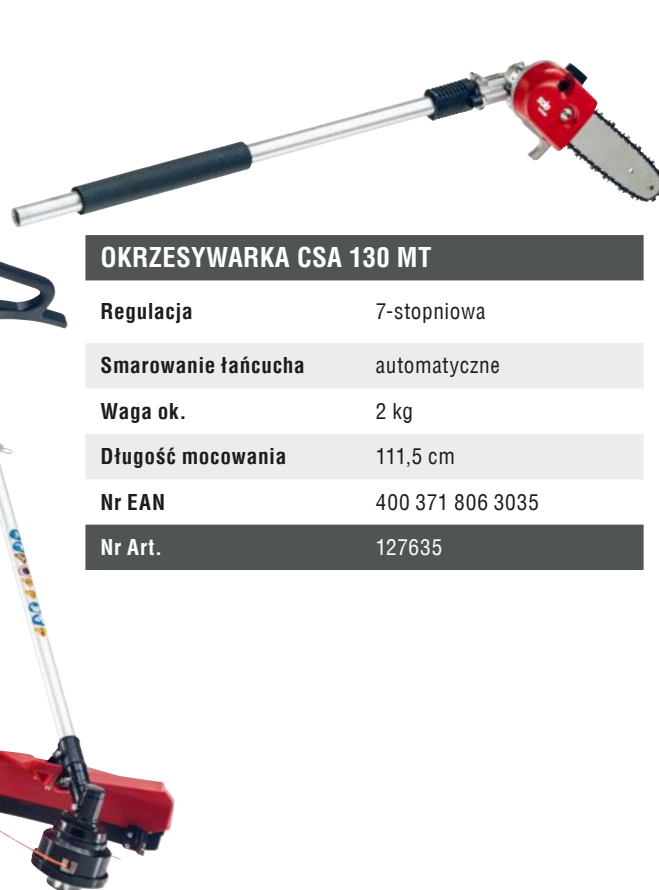 OKRZESYWARKA CSA 130 MT
Regulacja 7-stopniowa
Smarowanie łańcucha automatyczne
Waga ok. 2 kg
Długość mocowania 111,5 cm
Nr EAN 400 371 806 3035
Nr Art. 127635